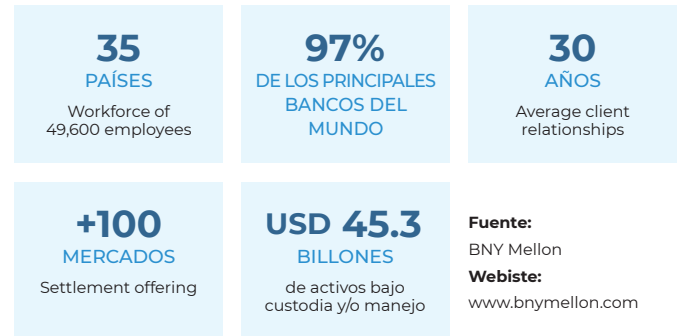 35
PAÍSES
Workforce of
49,600 employees
97%
DE LOS PRINCIPALES
BANCOS DEL
MUNDO
30
AÑOS
Average client
relationships
+100
MERCADOS
Settlement offering
USD 45.3
BILLONES
de activos bajo
custodia y/o manejo
Fuente:
BNY Mellon
Webiste:
www.bnymellon.com